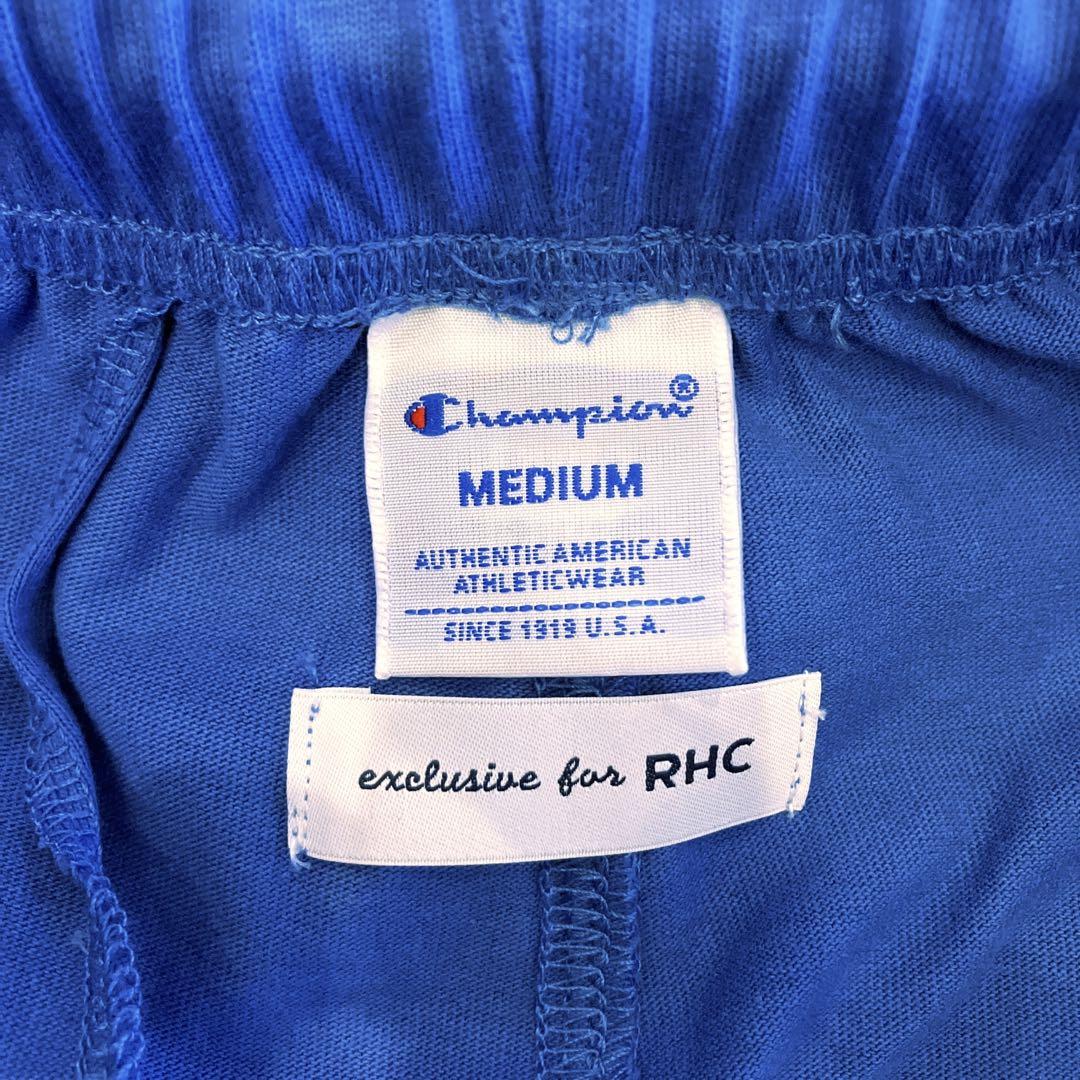 Champion®
MEDIUM
AUTHENTIC AMERICAN
ATHLETICWEAR
SINCE 1919 U.S.A.
exclusive for RHC